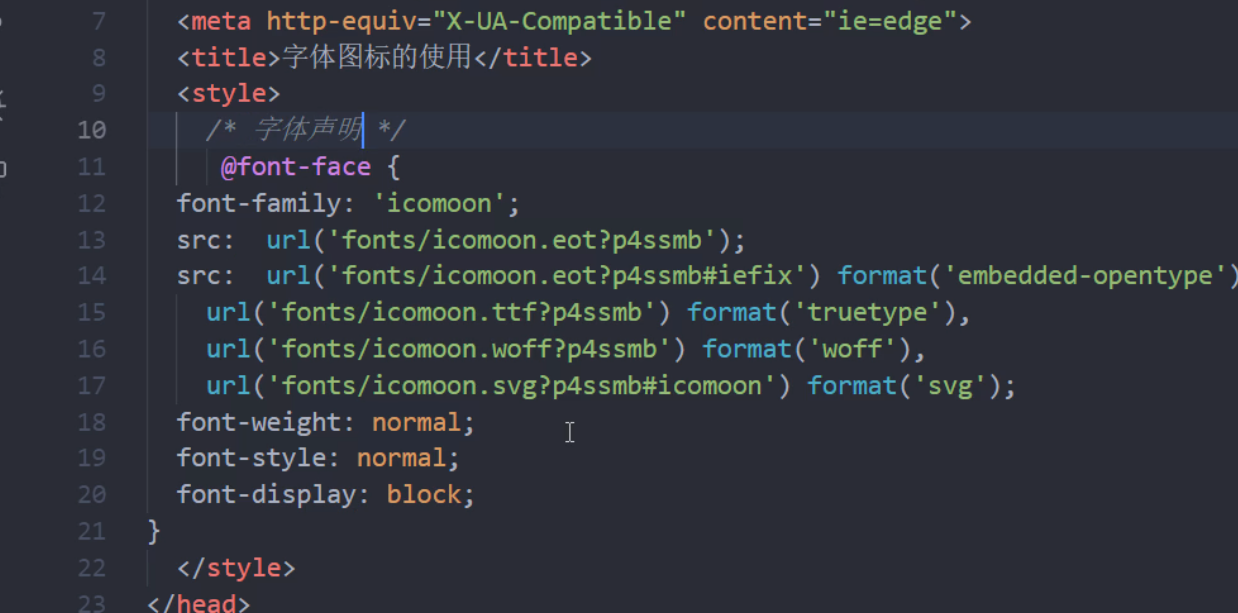 7 <meta http-equiv="X-UA-Compatible" content="ie=edge">
8 <title>字体图标的使用</title>
9 <style>
10 /* 字体声明 */
11 @font-face {
12 font-family: 'icomoon';
13 src:  url('fonts/icomoon.eot?p4ssmb');
14 src:  url('fonts/icomoon.eot?p4ssmb#iefix') format('embedded-opentype')
15 url('fonts/icomoon.ttf?p4ssmb') format('truetype'),
16 url('fonts/icomoon.woff?p4ssmb') format('woff'),
17 url('fonts/icomoon.svg?p4ssmb#icomoon') format('svg');
18 font-weight: normal;
19 font-style: normal;
20 font-display: block;
21 }
22 </style>
23 </head>